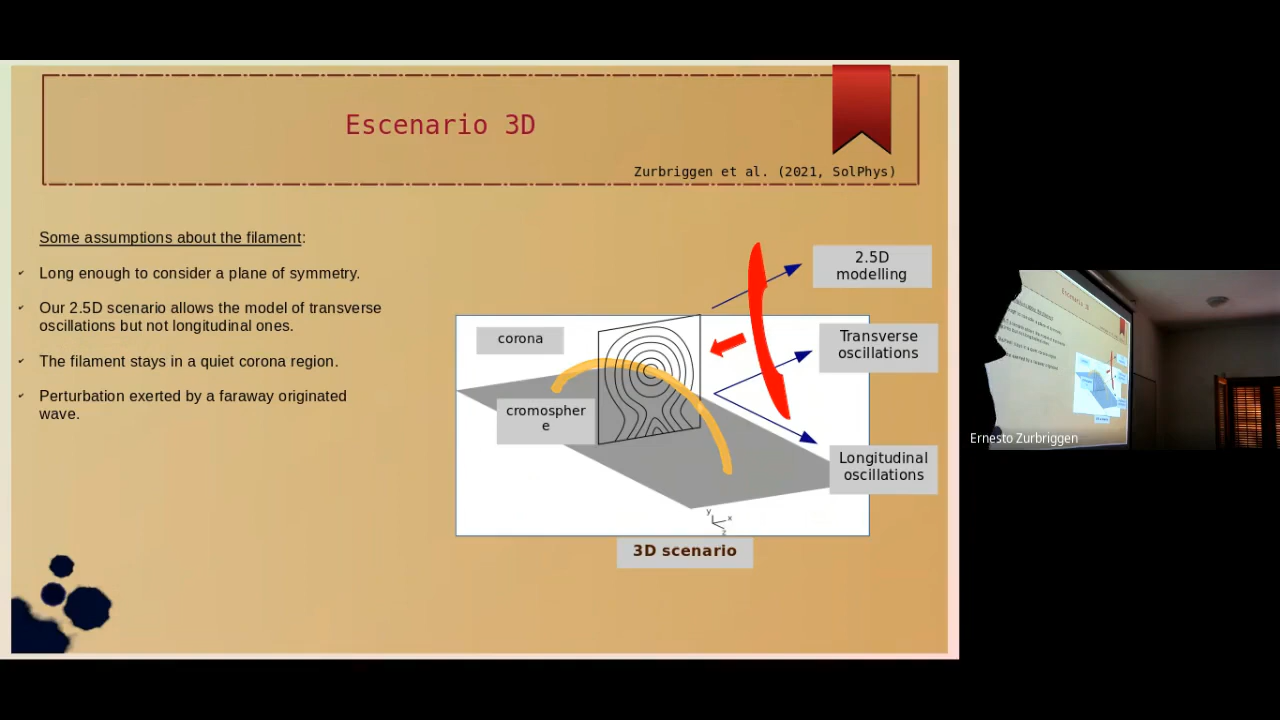 Escenario 3D
Zurbriggen et al. (2021, SolPhys)
Some assumptions about the filament:
✔ Long enough to consider a plane of symmetry.
✔ Our 2.5D scenario allows the model of transverse
oscillations but not longitudinal ones.
✔ The filament stays in a quiet corona region.
✔ Perturbation exerted by a faraway originated
wave.
2.5D
modelling
corona
Transverse
oscillations
cromospher
e
Longitudinal
oscillations
y
x
z
3D scenario
Escenario 3D
Ernesto Zurbriggen